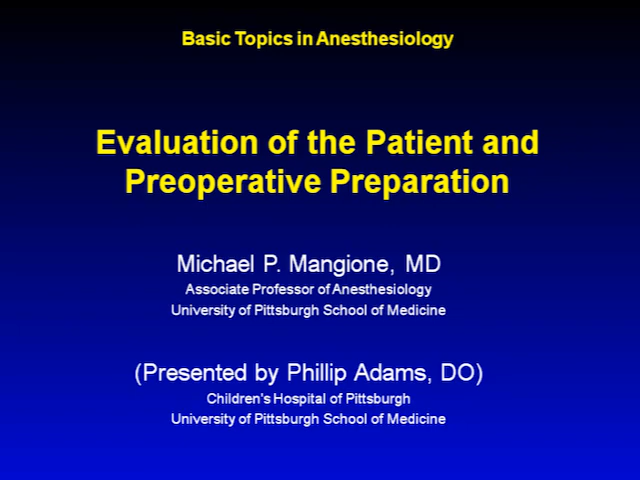 Basic Topics in Anesthesiology
Evaluation of the Patient and
Preoperative Preparation
Michael P. Mangione, MD
Associate Professor of Anesthesiology
University of Pittsburgh School of Medicine
(Presented by Phillip Adams, DO)
Children's Hospital of Pittsburgh
University of Pittsburgh School of Medicine